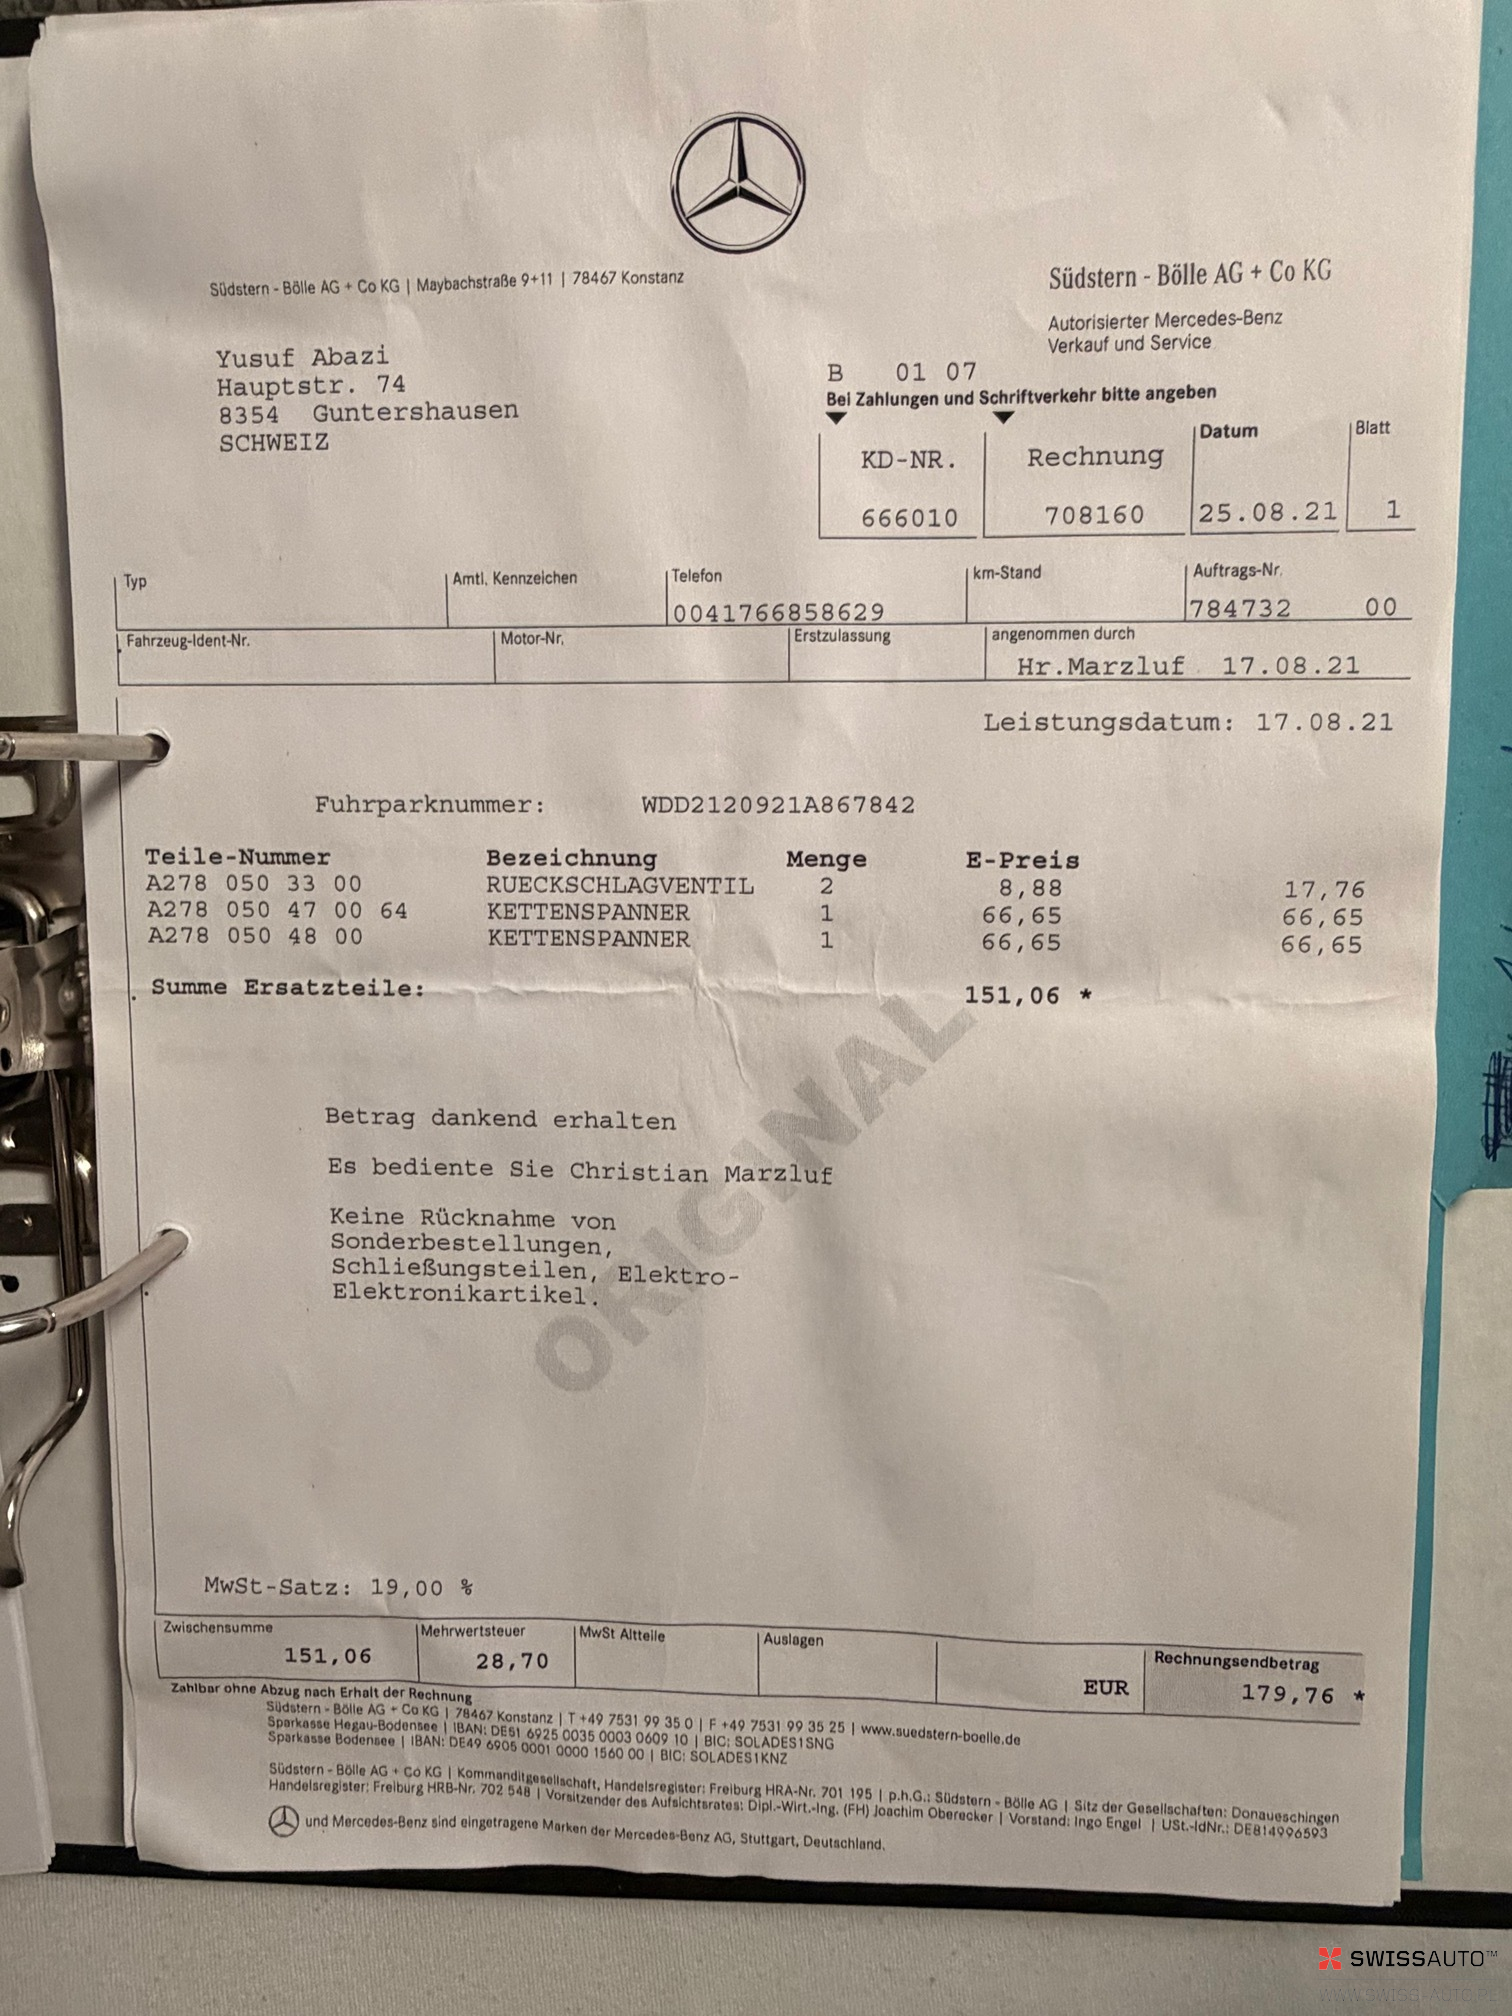 Südstern - Bölle AG + Co KG | Maybachstraße 9+11 | 78467 Konstanz
Südstern - Bölle AG + Co KG
Autorisierter Mercedes-Benz
Verkauf und Service
Yusuf Abazi
Hauptstr. 74
8354 Guntershausen
SCHWEIZ
B 01 07
Bei Zahlungen und Schriftverkehr bitte angeben
KD-NR. Rechnung Datum Blatt
666010 708160 25.08.21 1
Typ Amtl. Kennzeichen Telefon km-Stand Auftrags-Nr.
0041766858629 784732 00
Fahrzeug-Ident-Nr. Motor-Nr. Erstzulassung angenommen durch
Hr.Marzluf 17.08.21
Leistungsdatum: 17.08.21
Fuhrparknummer: WDD2120921A867842
Teile-Nummer Bezeichnung Menge E-Preis
A278 050 33 00 RUECKSCHLAGVENTIL 2 8,88 17,76
A278 050 47 00 64 KETTENSPANNER 1 66,65 66,65
A278 050 48 00 KETTENSPANNER 1 66,65 66,65
Summe Ersatzteile: 151,06 *
ORIGINAL
Betrag dankend erhalten
Es bediente Sie Christian Marzluf
Keine Rücknahme von
Sonderbestellungen,
Schließungsteilen, Elektro-
Elektronikartikel.
MwSt-Satz: 19,00 %
Zwischensumme Mehrwertsteuer MwSt Altteile Auslagen Rechnungsendbetrag
151,06 28,70 EUR 179,76 *
Zahlbar ohne Abzug nach Erhalt der Rechnung
Südstern - Bölle AG + Co KG | 78467 Konstanz | T +49 7531 99 35 0 | F +49 7531 99 35 25 | www.suedstern-boelle.de
Sparkasse Hegau-Bodensee | IBAN: DE51 6925 0035 0003 0609 10 | BIC: SOLADES1SNG
Sparkasse Bodensee | IBAN: DE49 6905 0001 0000 1560 00 | BIC: SOLADES1KNZ
Südstern - Bölle AG + Co KG | Kommanditgesellschaft, Handelsregister: Freiburg HRA-Nr. 701 195 | p.h.G.: Südstern - Bölle AG | Sitz der Gesellschaften: Donaueschingen
Handelsregister: Freiburg HRB-Nr. 702 548 | Vorsitzender des Aufsichtsrates: Dipl.-Wirt.-Ing. (FH) Joachim Oberecker | Vorstand: Ingo Engel | USt.-IdNr.: DE814996593
und Mercedes-Benz sind eingetragene Marken der Mercedes-Benz AG, Stuttgart, Deutschland.
SWISSAUTO™